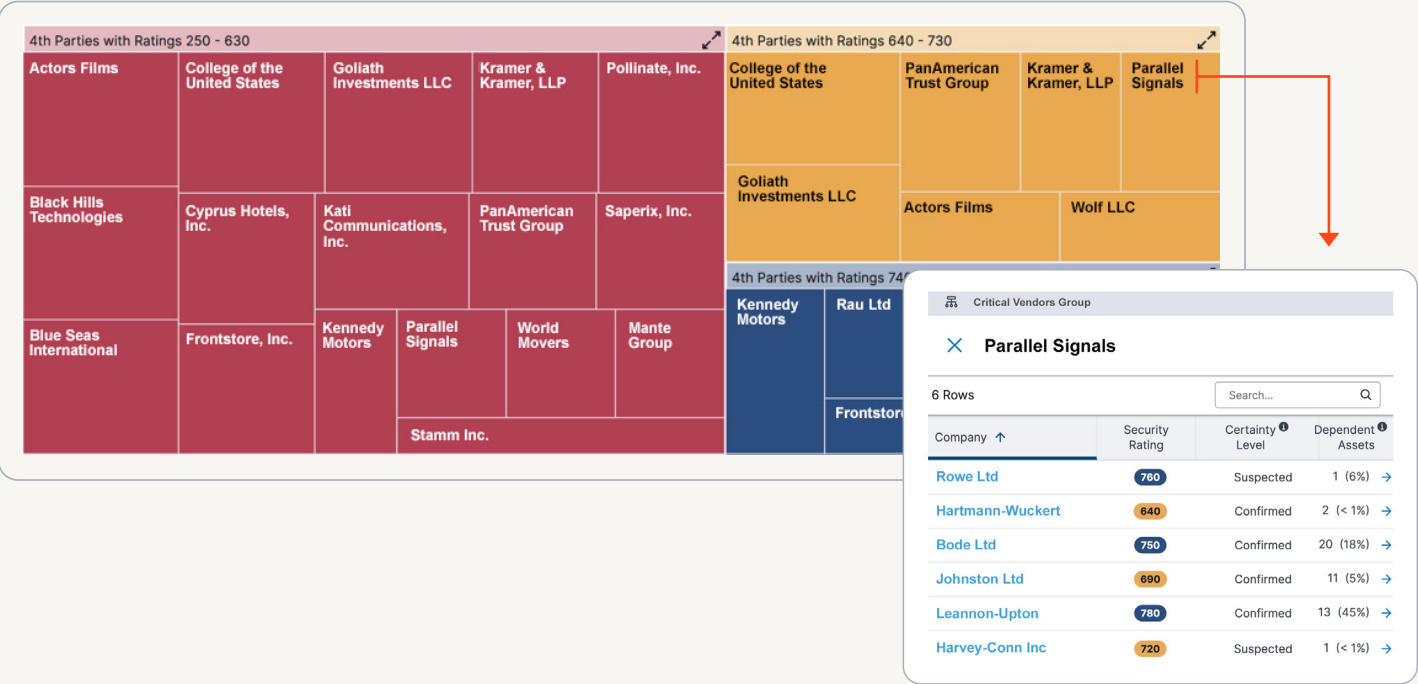 4th Parties with Ratings 250 - 630
Actors Films
College of the
United States
Goliath
Investments LLC
Kramer &
Kramer, LLP
Pollinate, Inc.
Black Hills
Technologies
Cyprus Hotels,
Inc.
Kati
Communications,
Inc.
PanAmerican
Trust Group
Saperix, Inc.
Blue Seas
International
Frontstore, Inc.
Kennedy
Motors
Parallel
Signals
World
Movers
Mante
Group
Stamm Inc.
4th Parties with Ratings 640 - 730
College of the
United States
PanAmerican
Trust Group
Kramer &
Kramer, LLP
Parallel
Signals
Goliath
Investments LLC
Actors Films
Wolf LLC
4th Parties with Ratings 740
Kennedy
Motors
Rau Ltd
Frontstore
Critical Vendors Group
Parallel Signals
6 Rows
Search...
Company
Security
Rating
Certainty
Level
Dependent
Assets
Rowe Ltd 760 Suspected 1 (6%)
Hartmann-Wuckert 640 Confirmed 2 (< 1%)
Bode Ltd 750 Confirmed 20 (18%)
Johnston Ltd 690 Confirmed 11 (5%)
Leannon-Upton 780 Confirmed 13 (45%)
Harvey-Conn Inc 720 Suspected 1 (< 1%)